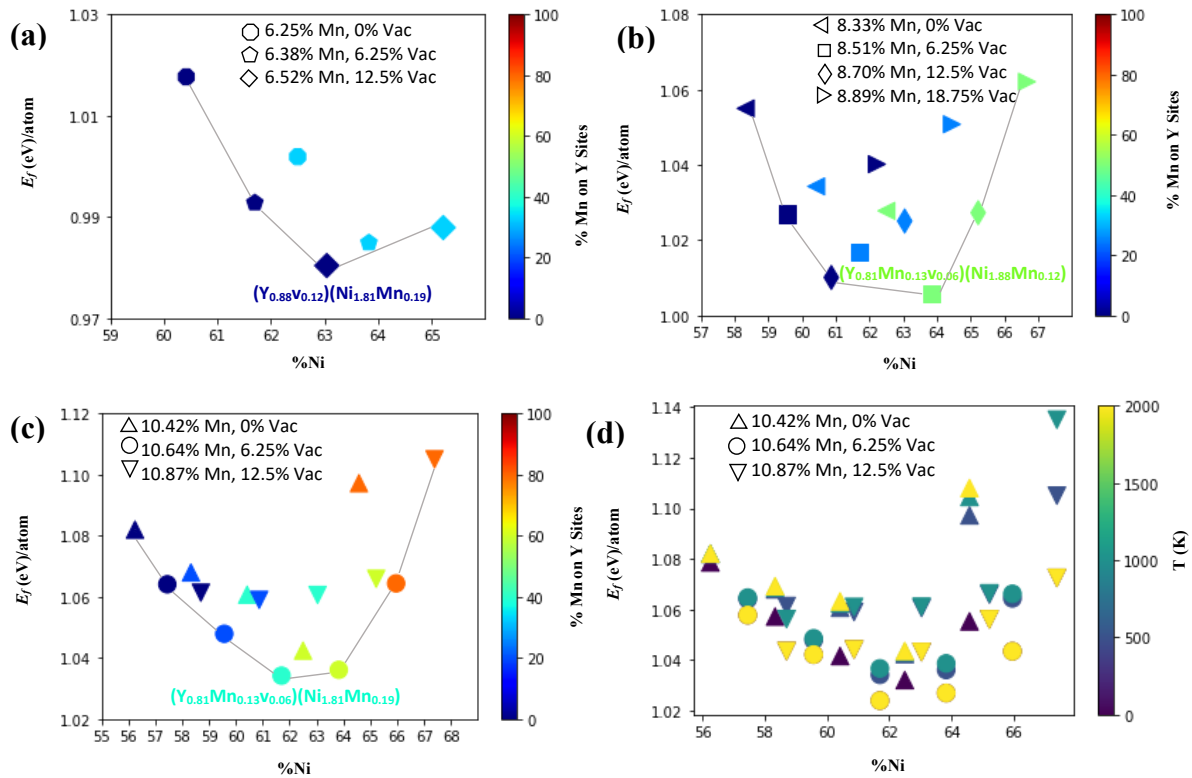 (a)
6.25% Mn, 0% Vac
6.38% Mn, 6.25% Vac
6.52% Mn, 12.5% Vac
1.03
1.01
0.99
0.97
E_f (eV)/atom
(Y₀.₈₈v₀.₁₂)(Ni₁.₈₁Mn₀.₁₉)
59 60 61 62 63 64 65
%Ni
100
80
60
40
20
0
% Mn on Y Sites
(b)
8.33% Mn, 0% Vac
8.51% Mn, 6.25% Vac
8.70% Mn, 12.5% Vac
8.89% Mn, 18.75% Vac
1.08
1.06
1.04
1.02
1.00
E_f (eV)/atom
(Y₀.₈₁Mn₀.₁₃v₀.₀₆)(Ni₁.₈₈Mn₀.₁₂)
57 58 59 60 61 62 63 64 65 66 67
%Ni
100
80
60
40
20
0
% Mn on Y Sites
(c)
10.42% Mn, 0% Vac
10.64% Mn, 6.25% Vac
10.87% Mn, 12.5% Vac
1.12
1.10
1.08
1.06
1.04
1.02
E_f (eV)/atom
(Y₀.₈₁Mn₀.₁₃v₀.₀₆)(Ni₁.₈₁Mn₀.₁₉)
55 56 57 58 59 60 61 62 63 64 65 66 67 68
%Ni
100
80
60
40
20
0
% Mn on Y Sites
(d)
10.42% Mn, 0% Vac
10.64% Mn, 6.25% Vac
10.87% Mn, 12.5% Vac
1.14
1.12
1.10
1.08
1.06
1.04
1.02
E_f (eV)/atom
56 58 60 62 64 66
%Ni
2000
1500
1000
500
0
T (K)